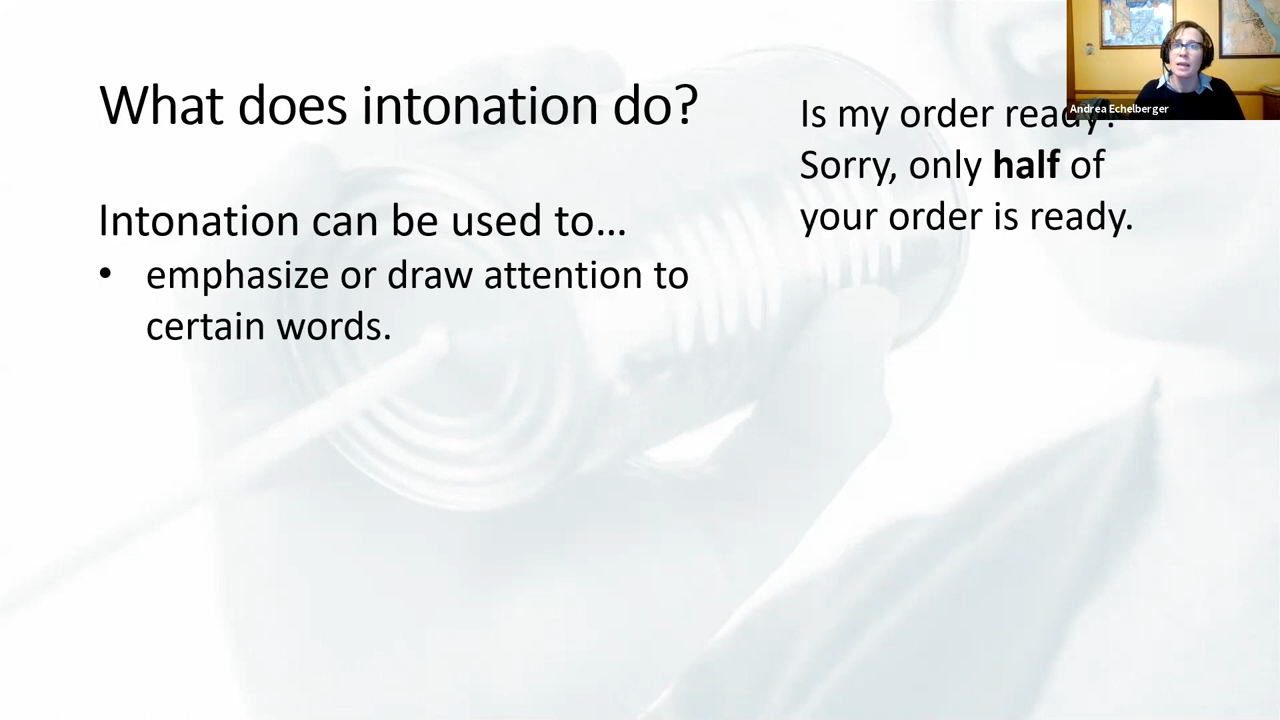 What does intonation do?
Intonation can be used to…
• emphasize or draw attention to
certain words.
Is my order ready?
Sorry, only half of
your order is ready.
Andrea Echelberger